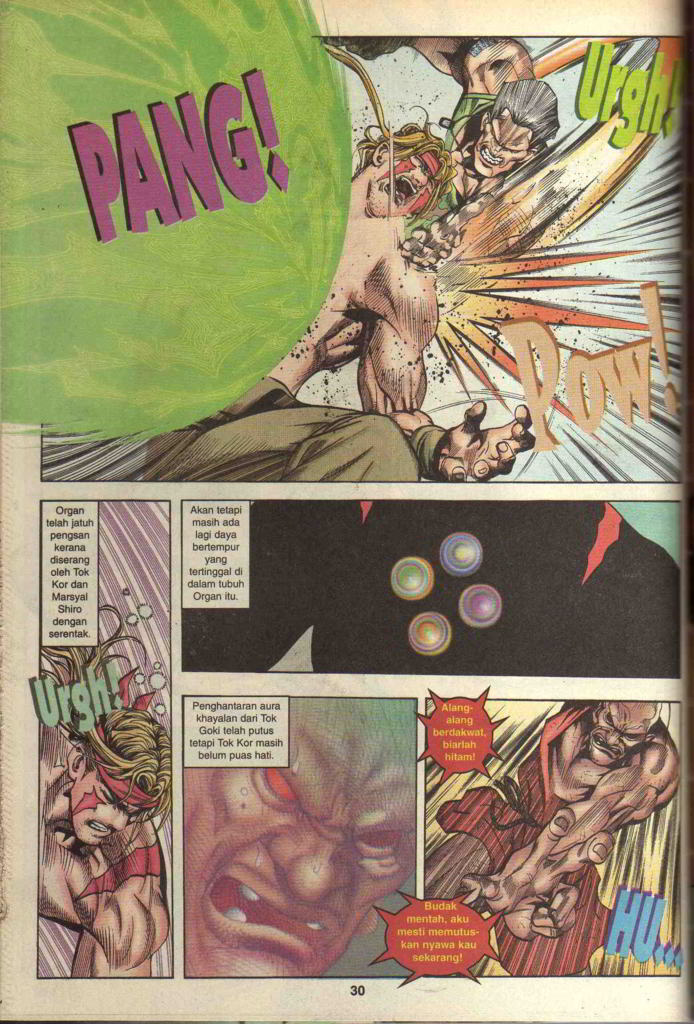 PANG!
Urgh!
Pow!
Organ
telah jatuh
pengsan
kerana
diserang
oleh Tok
Kor dan
Marsyal
Shiro
dengan
serentak.
Urgh!
Akan tetapi
masih ada
lagi daya
bertempur
yang
tertinggal di
dalam tubuh
Organ itu.
Penghantaran aura
khayalan dari Tok
Goki telah putus
tetapi Tok Kor masih
belum puas hati.
Alang-
alang
berdakwat,
biarlah
hitam!
Budak
mentah, aku
mesti memutus-
kan nyawa kau
sekarang!
HU...
30